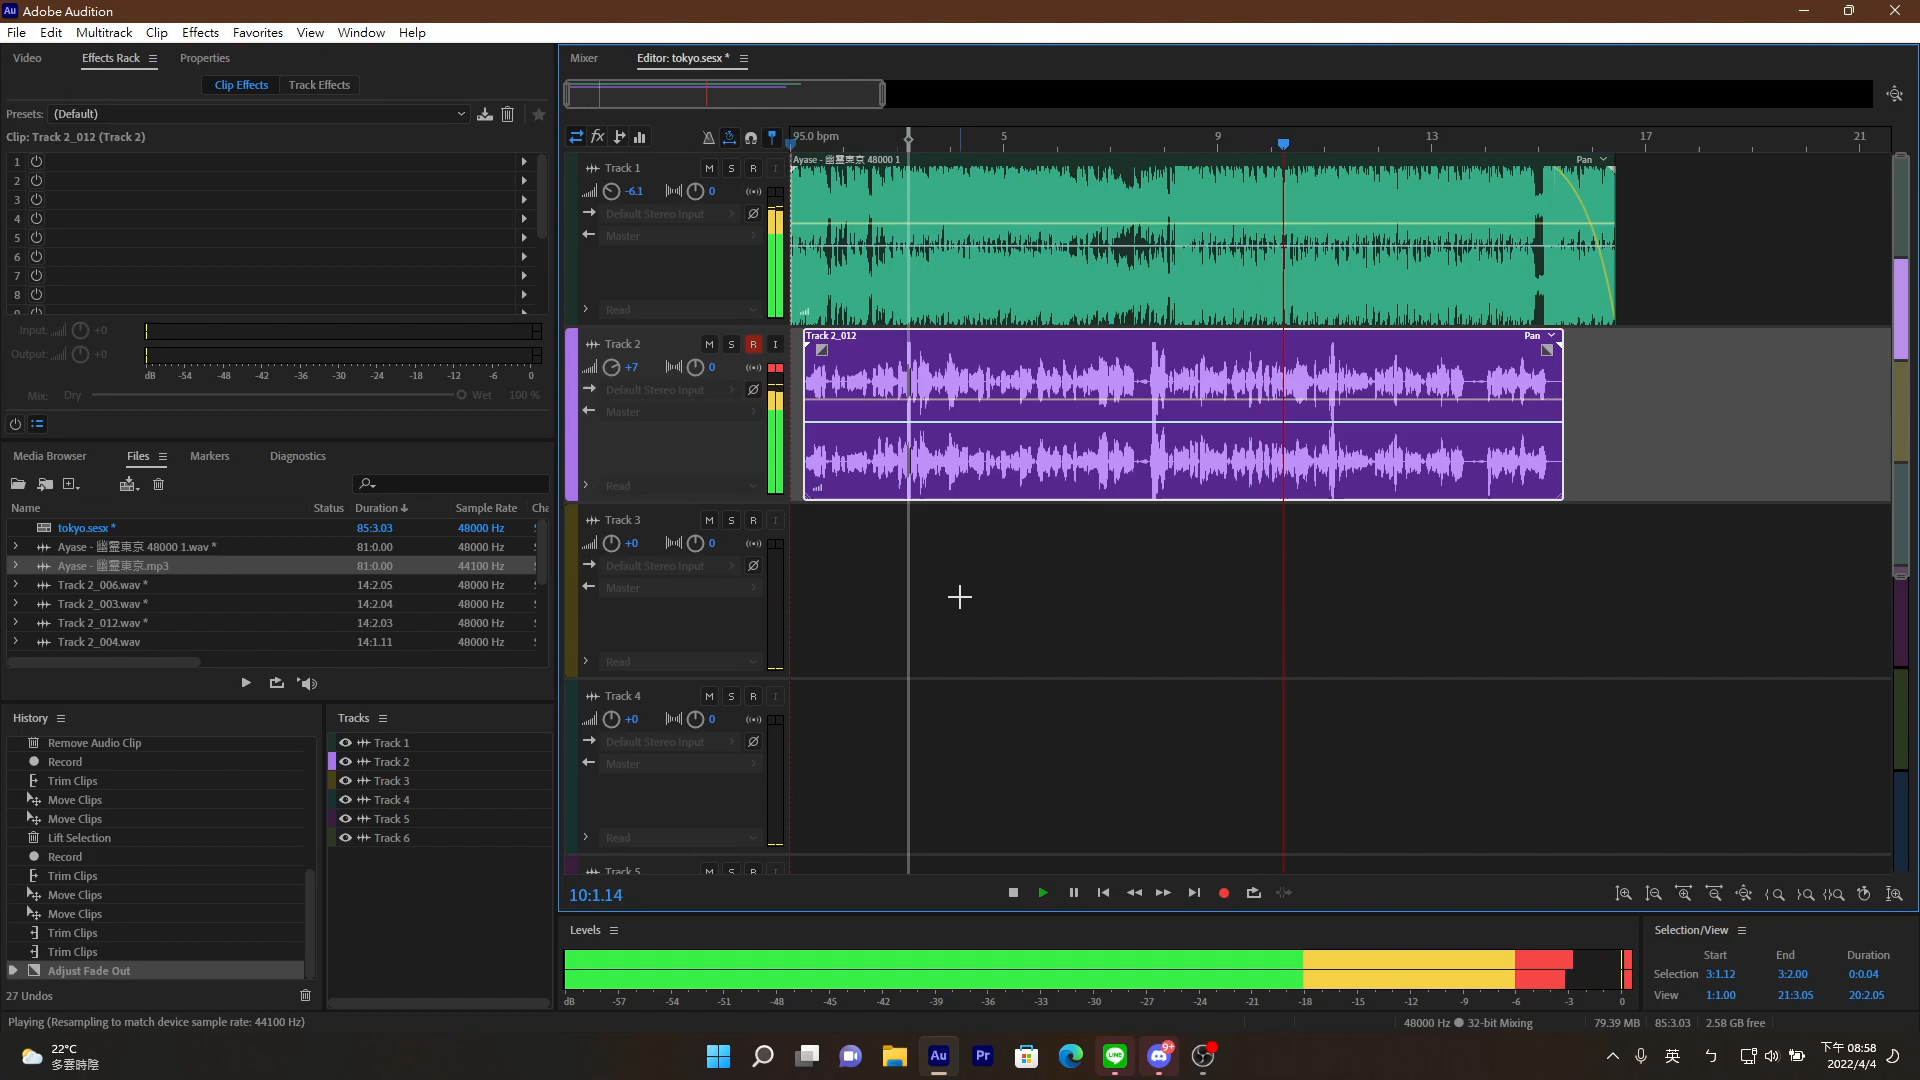 Adobe Audition
File Edit Multitrack Clip Effects Favorites View Window Help
Video Effects Rack Properties
Clip Effects Track Effects
Presets: (Default)
Clip: Track 2_012 (Track 2)
1
2
3
4
5
6
7
8
Input: +0
Output: +0
dB -54 -48 -42 -36 -30 -24 -18 -12 -6 0
Mix: Dry Wet 100 %
Media Browser Files Markers Diagnostics
Name Status Duration Sample Rate Cha
tokyo.sesx * 85:3.03 48000 Hz
Ayase - 幽靈東京 48000 1.wav * 81:0.00 48000 Hz
Ayase - 幽靈東京.mp3 81:0.00 44100 Hz
Track 2_006.wav * 14:2.05 48000 Hz
Track 2_003.wav * 14:2.04 48000 Hz
Track 2_012.wav * 14:2.03 48000 Hz
Track 2_004.wav 14:1.11 48000 Hz
History
Remove Audio Clip
Record
Trim Clips
Move Clips
Move Clips
Lift Selection
Record
Trim Clips
Move Clips
Move Clips
Trim Clips
Trim Clips
Adjust Fade Out
27 Undos
Tracks
Track 1
Track 2
Track 3
Track 4
Track 5
Track 6
Mixer Editor: tokyo.sesx *
fx 95.0 bpm 5 9 13 17 21
Track 1 M S R I
-6.1 0
Default Stereo Input
Master
Read
Ayase - 幽靈東京 48000 1 Pan
Track 2 M S R I
+7 0
Default Stereo Input
Master
Read
Track 2_012 Pan
Track 3 M S R I
+0 0
Default Stereo Input
Master
Read
Track 4 M S R I
+0 0
Default Stereo Input
Master
Read
Track 5 M S R I
10:1.14
Levels
dB -57 -54 -51 -48 -45 -42 -39 -36 -33 -30 -27 -24 -21 -18 -15 -12 -9 -6 -3 0
Selection/View
Start End Duration
Selection 3:1.12 3:2.00 0:0.04
View 1:1.00 21:3.05 20:2.05
Playing (Resampling to match device sample rate: 44100 Hz)
48000 Hz 32-bit Mixing 79.39 MB 85:3.03 2.58 GB free
22°C
多雲時陰
Au Pr LINE 9+
英 ㄅ
下午 08:58
2022/4/4